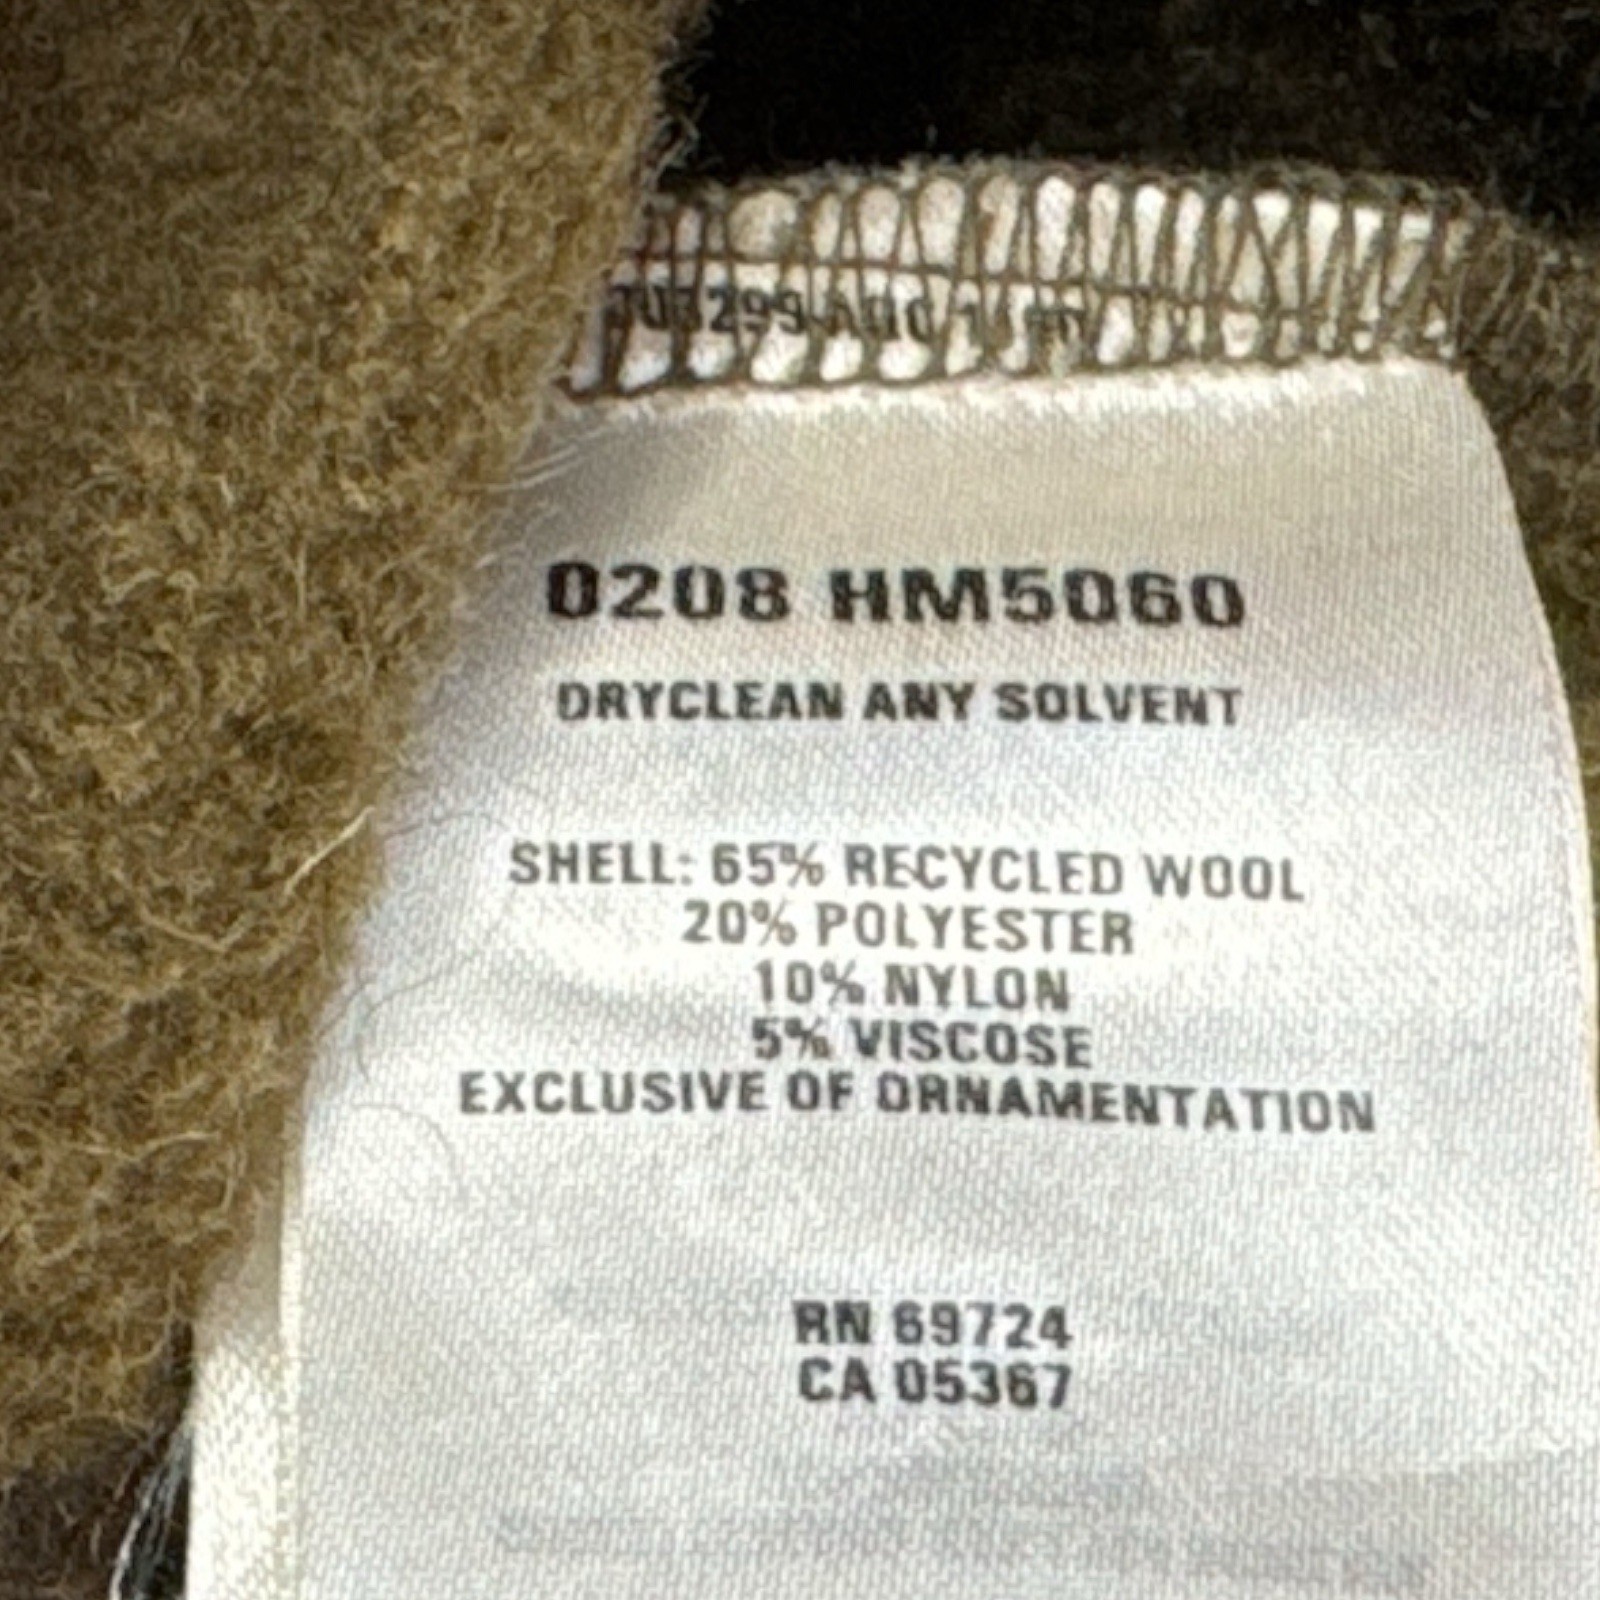 0208 HM5060
DRYCLEAN ANY SOLVENT
SHELL: 65% RECYCLED WOOL
20% POLYESTER
10% NYLON
5% VISCOSE
EXCLUSIVE OF ORNAMENTATION
RN 69724
CA 05367